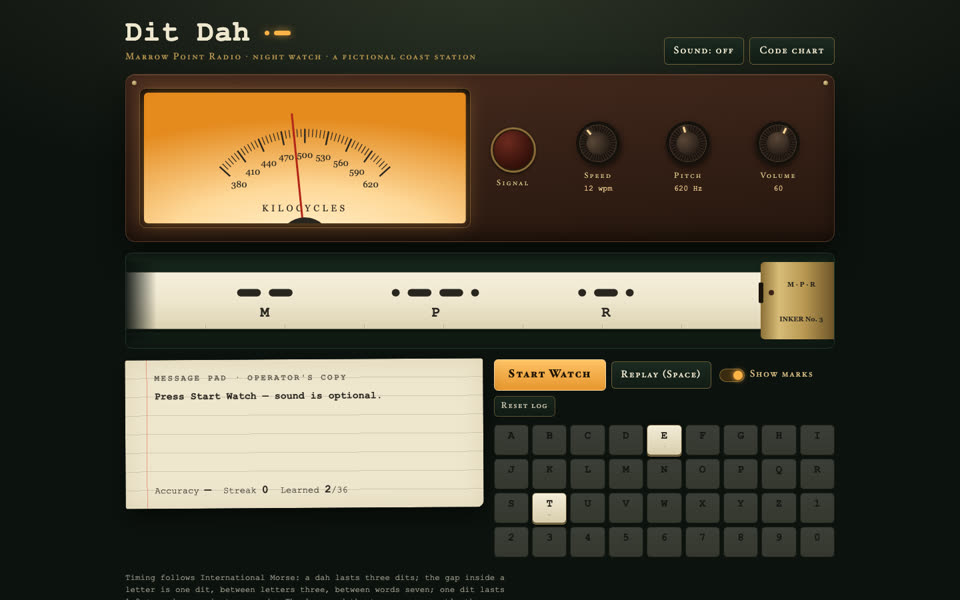 Dit Dah
Marrow Point Radio · night watch · a fictional coast station
Sound: off
Code chart
380 410 440 470 500 530 560 590 620
KILOCYCLES
Signal
Speed
12 wpm
Pitch
620 Hz
Volume
60
M P R
M·P·R
INKER No. 3
MESSAGE PAD · OPERATOR'S COPY
Press Start Watch — sound is optional.
Accuracy — Streak 0 Learned 2/36
Start Watch
Replay (Space)
Show marks
Reset log
A B C D E F G H I
J K L M N O P Q R
S T U V W X Y Z 1
2 3 4 5 6 7 8 9 0
Timing follows International Morse: a dah lasts three dits; the gap inside a
letter is one dit, between letters three, between words seven; one dit lasts